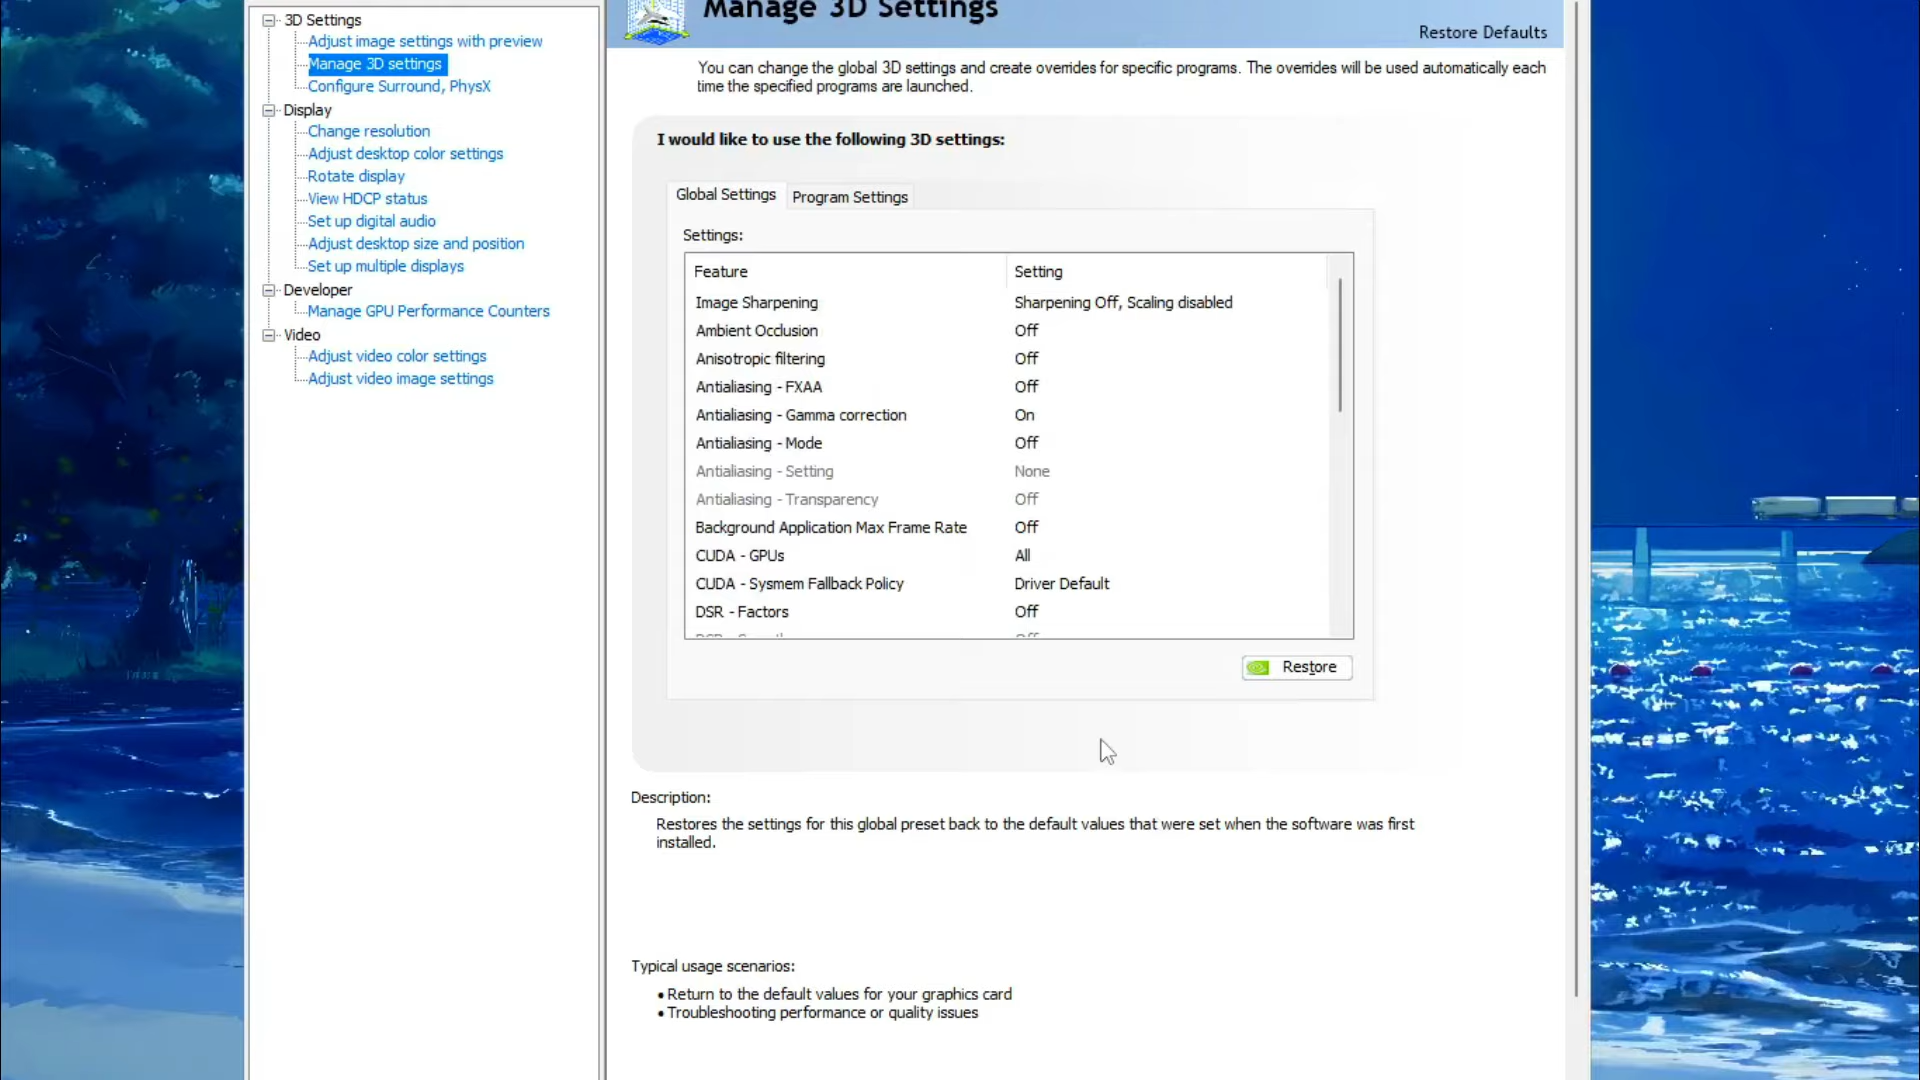 3D Settings
Adjust image settings with preview
Manage 3D settings
Configure Surround, PhysX
Display
Change resolution
Adjust desktop color settings
Rotate display
View HDCP status
Set up digital audio
Adjust desktop size and position
Set up multiple displays
Developer
Manage GPU Performance Counters
Video
Adjust video color settings
Adjust video image settings
Manage 3D Settings
Restore Defaults
You can change the global 3D settings and create overrides for specific programs. The overrides will be used automatically each
time the specified programs are launched.
I would like to use the following 3D settings:
Global Settings
Program Settings
Settings:
Feature Setting
Image Sharpening Sharpening Off, Scaling disabled
Ambient Occlusion Off
Anisotropic filtering Off
Antialiasing - FXAA Off
Antialiasing - Gamma correction On
Antialiasing - Mode Off
Antialiasing - Setting None
Antialiasing - Transparency Off
Background Application Max Frame Rate Off
CUDA - GPUs All
CUDA - Sysmem Fallback Policy Driver Default
DSR - Factors Off
Restore
Description:
Restores the settings for this global preset back to the default values that were set when the software was first
installed.
Typical usage scenarios:
• Return to the default values for your graphics card
• Troubleshooting performance or quality issues